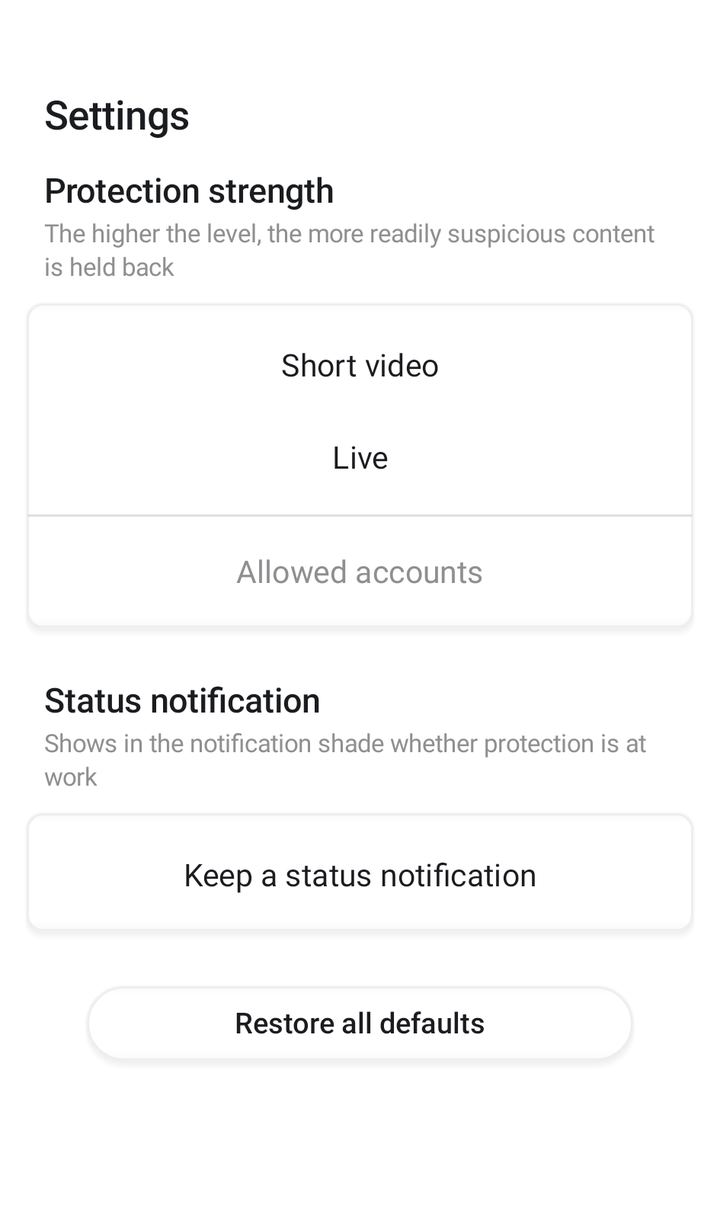 Settings
Protection strength
The higher the level, the more readily suspicious content
is held back
Short video
Live
Allowed accounts
Status notification
Shows in the notification shade whether protection is at
work
Keep a status notification
Restore all defaults